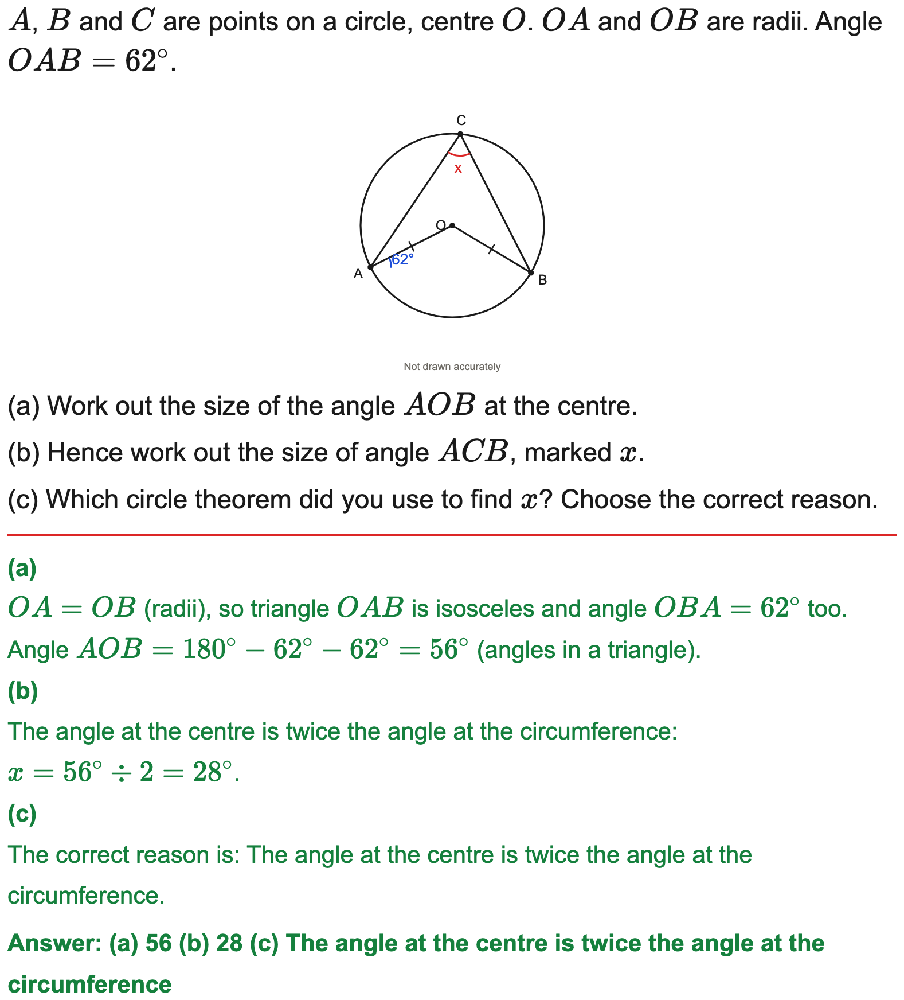 A, B and C are points on a circle, centre O. OA and OB are radii. Angle
OAB = 62°.
C
x
O
62°
A
B
Not drawn accurately
(a) Work out the size of the angle AOB at the centre.
(b) Hence work out the size of angle ACB, marked x.
(c) Which circle theorem did you use to find x? Choose the correct reason.
(a)
OA = OB (radii), so triangle OAB is isosceles and angle OBA = 62° too.
Angle AOB = 180° − 62° − 62° = 56° (angles in a triangle).
(b)
The angle at the centre is twice the angle at the circumference:
x = 56° ÷ 2 = 28°.
(c)
The correct reason is: The angle at the centre is twice the angle at the
circumference.
Answer: (a) 56 (b) 28 (c) The angle at the centre is twice the angle at the
circumference